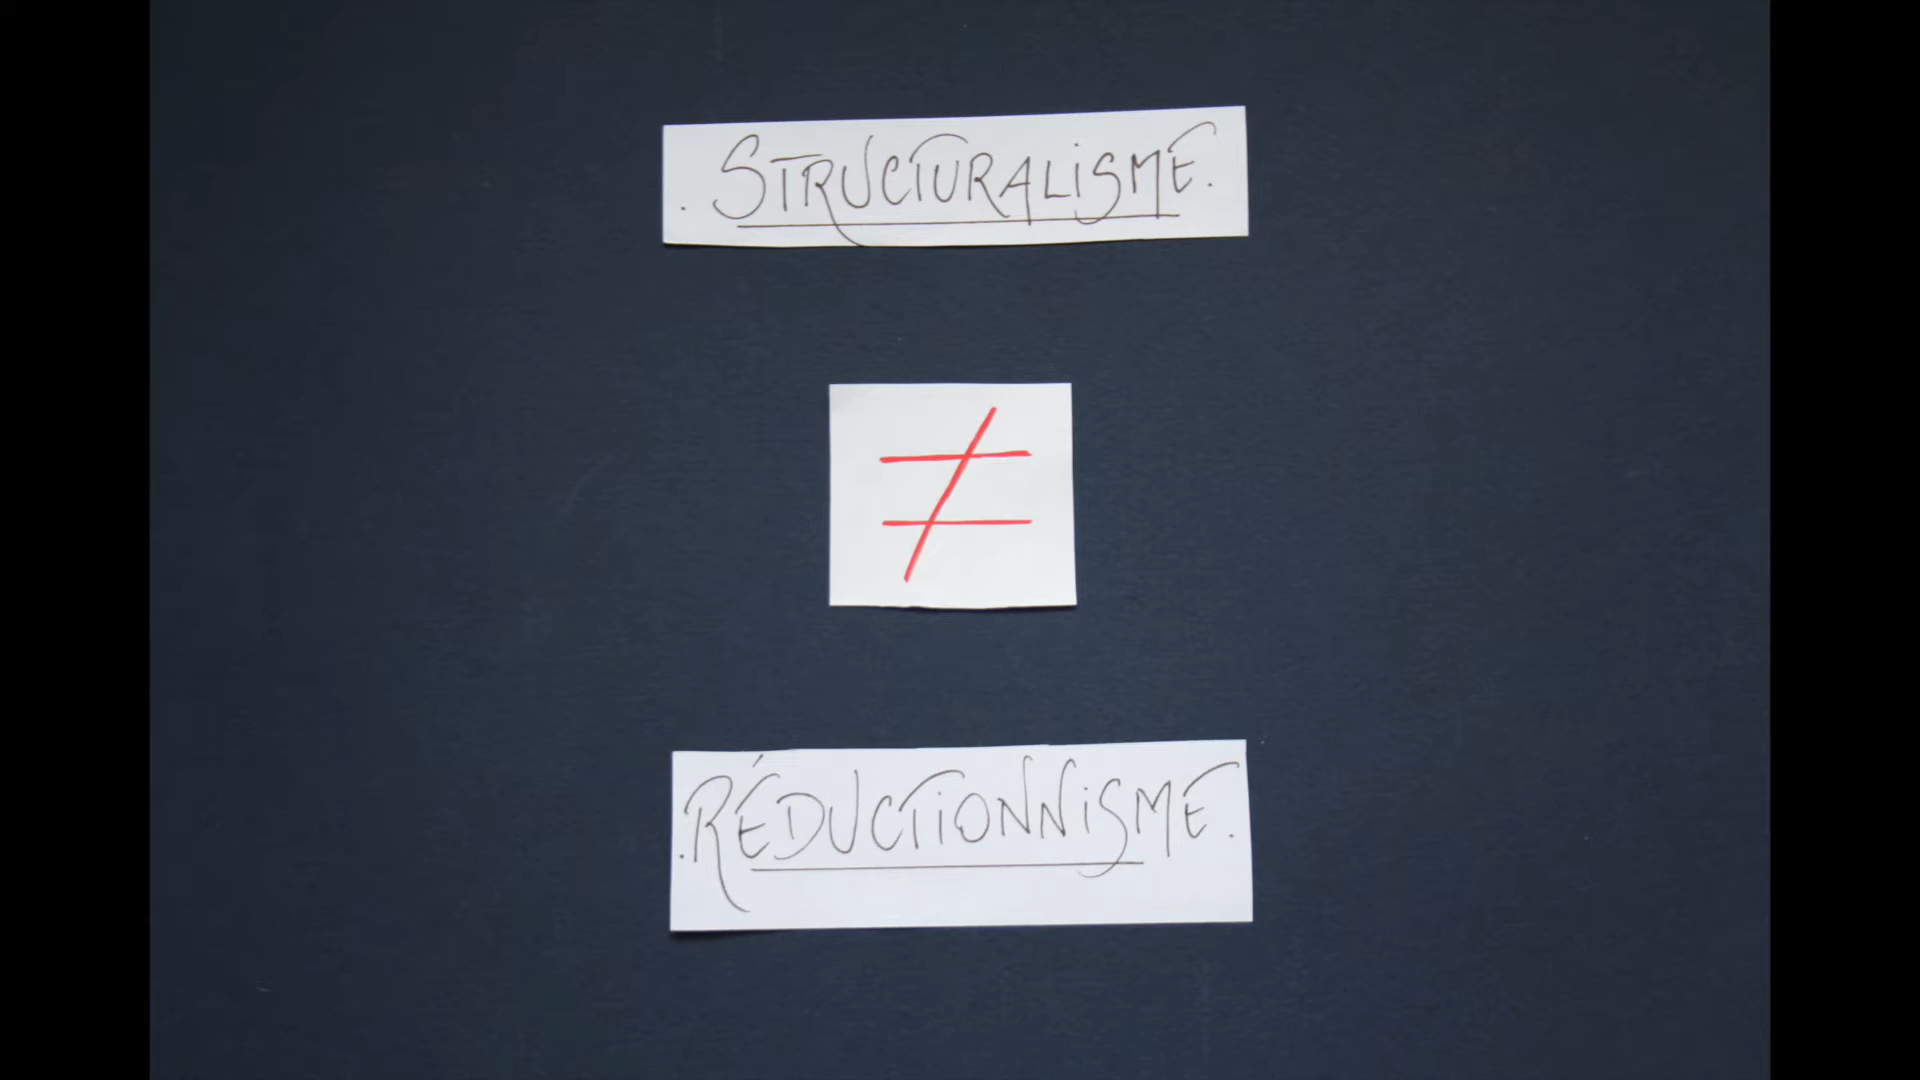 . STRUCTURALISME.
≠
. RÉDUCTIONNISME.